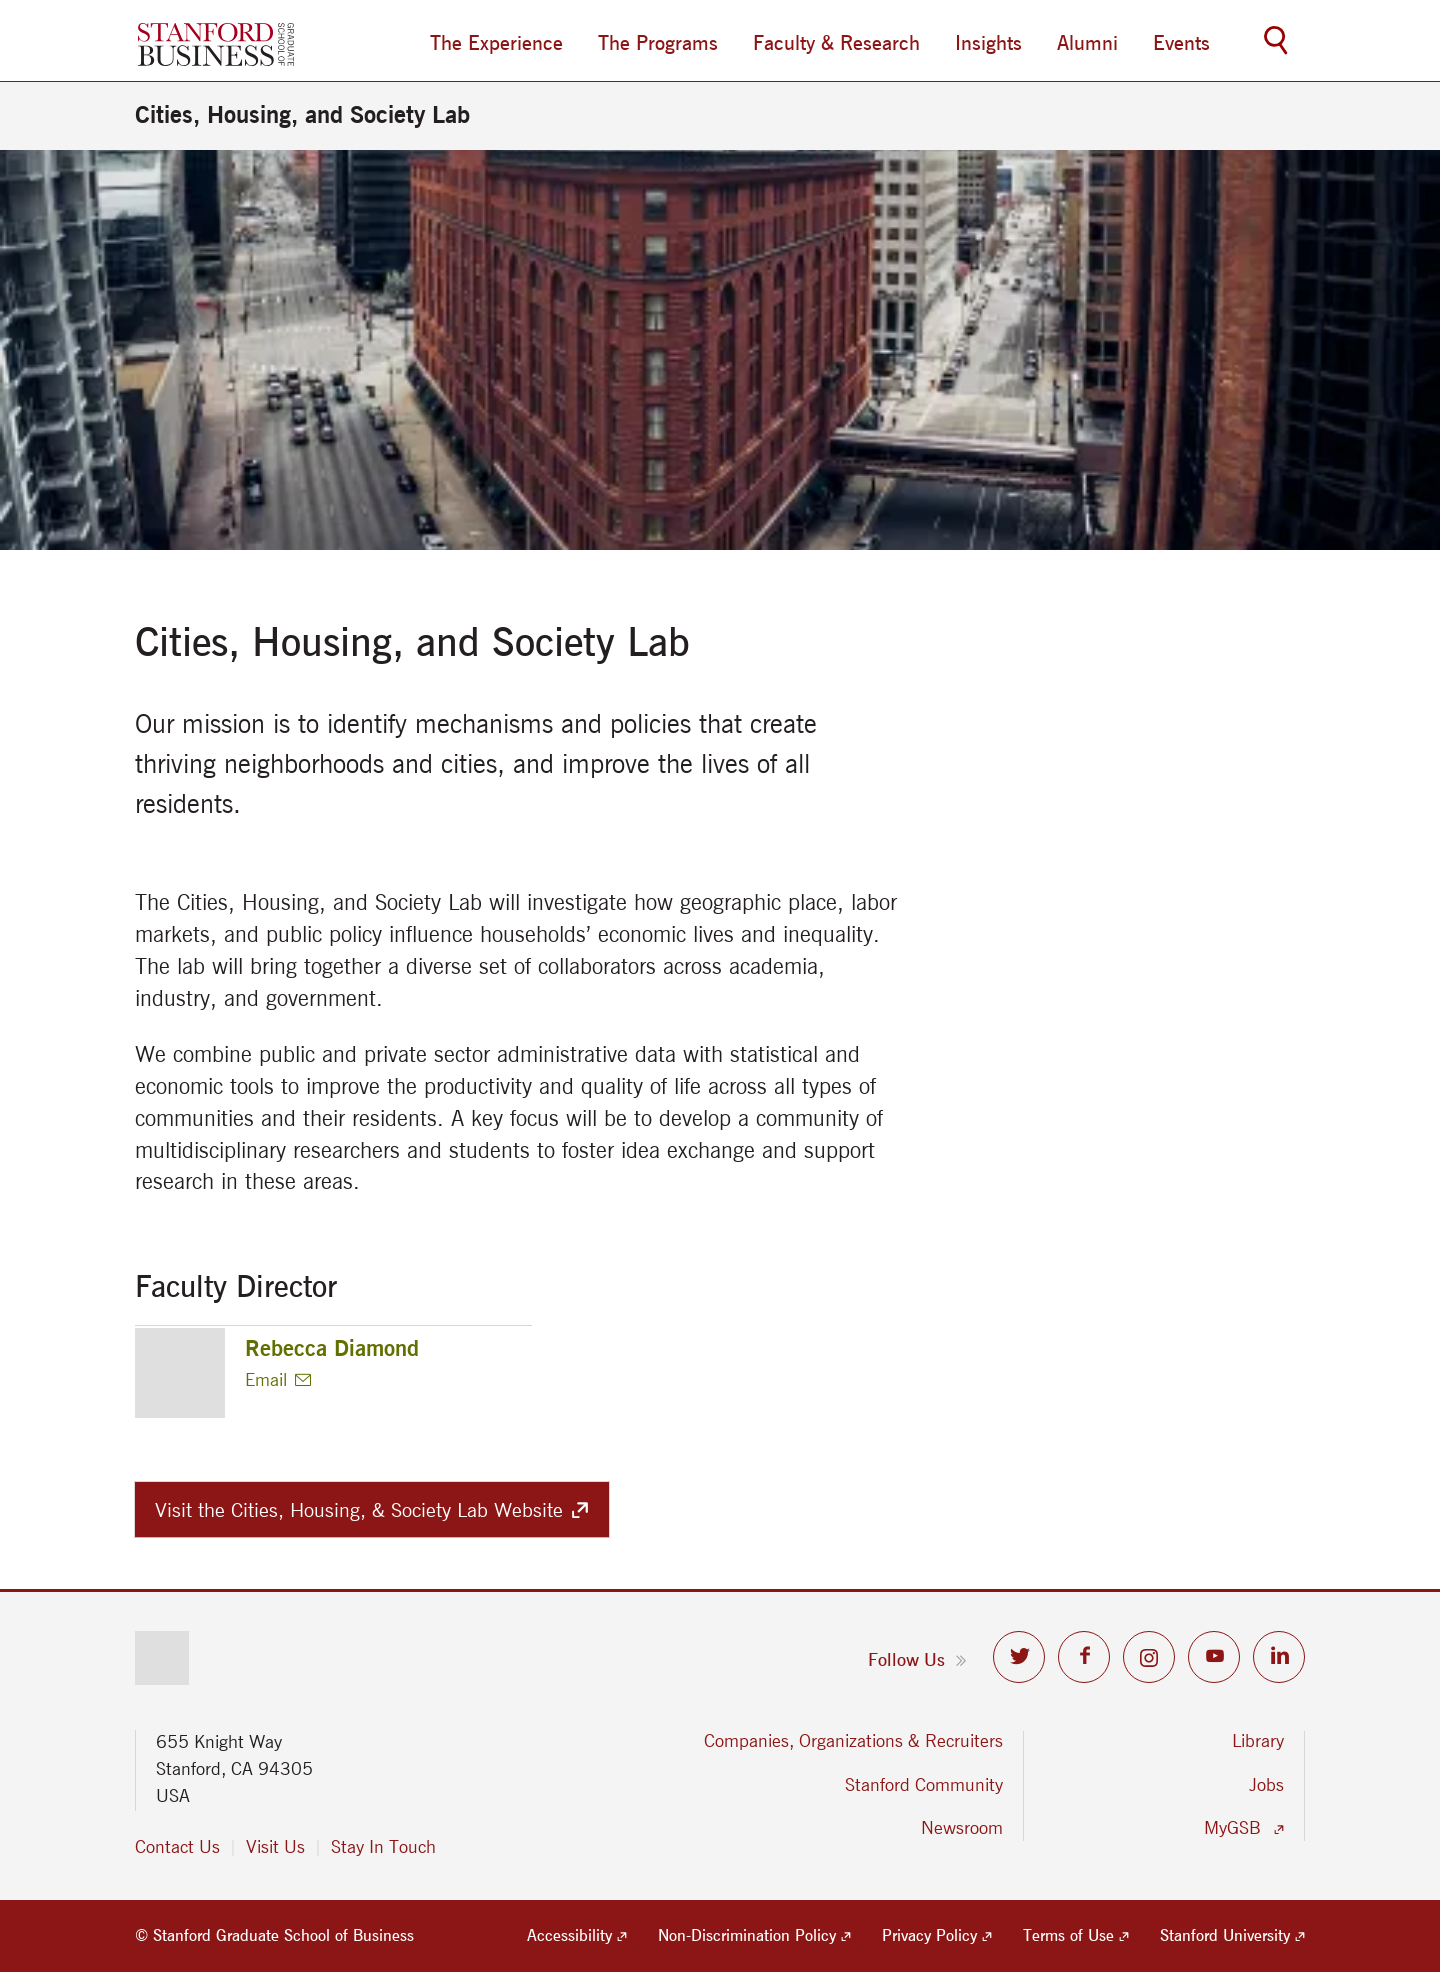 STANFORD
BUSINESS
GRADUATE
SCHOOL OF
The Experience
The Programs
Faculty & Research
Insights
Alumni
Events
Cities, Housing, and Society Lab
Cities, Housing, and Society Lab
Our mission is to identify mechanisms and policies that create
thriving neighborhoods and cities, and improve the lives of all
residents.
The Cities, Housing, and Society Lab will investigate how geographic place, labor
markets, and public policy influence households’ economic lives and inequality.
The lab will bring together a diverse set of collaborators across academia,
industry, and government.
We combine public and private sector administrative data with statistical and
economic tools to improve the productivity and quality of life across all types of
communities and their residents. A key focus will be to develop a community of
multidisciplinary researchers and students to foster idea exchange and support
research in these areas.
Faculty Director
Rebecca Diamond
Email
Visit the Cities, Housing, & Society Lab Website
Follow Us
655 Knight Way
Stanford, CA 94305
USA
Contact Us | Visit Us | Stay In Touch
Companies, Organizations & Recruiters
Stanford Community
Newsroom
Library
Jobs
MyGSB
© Stanford Graduate School of Business
Accessibility
Non-Discrimination Policy
Privacy Policy
Terms of Use
Stanford University